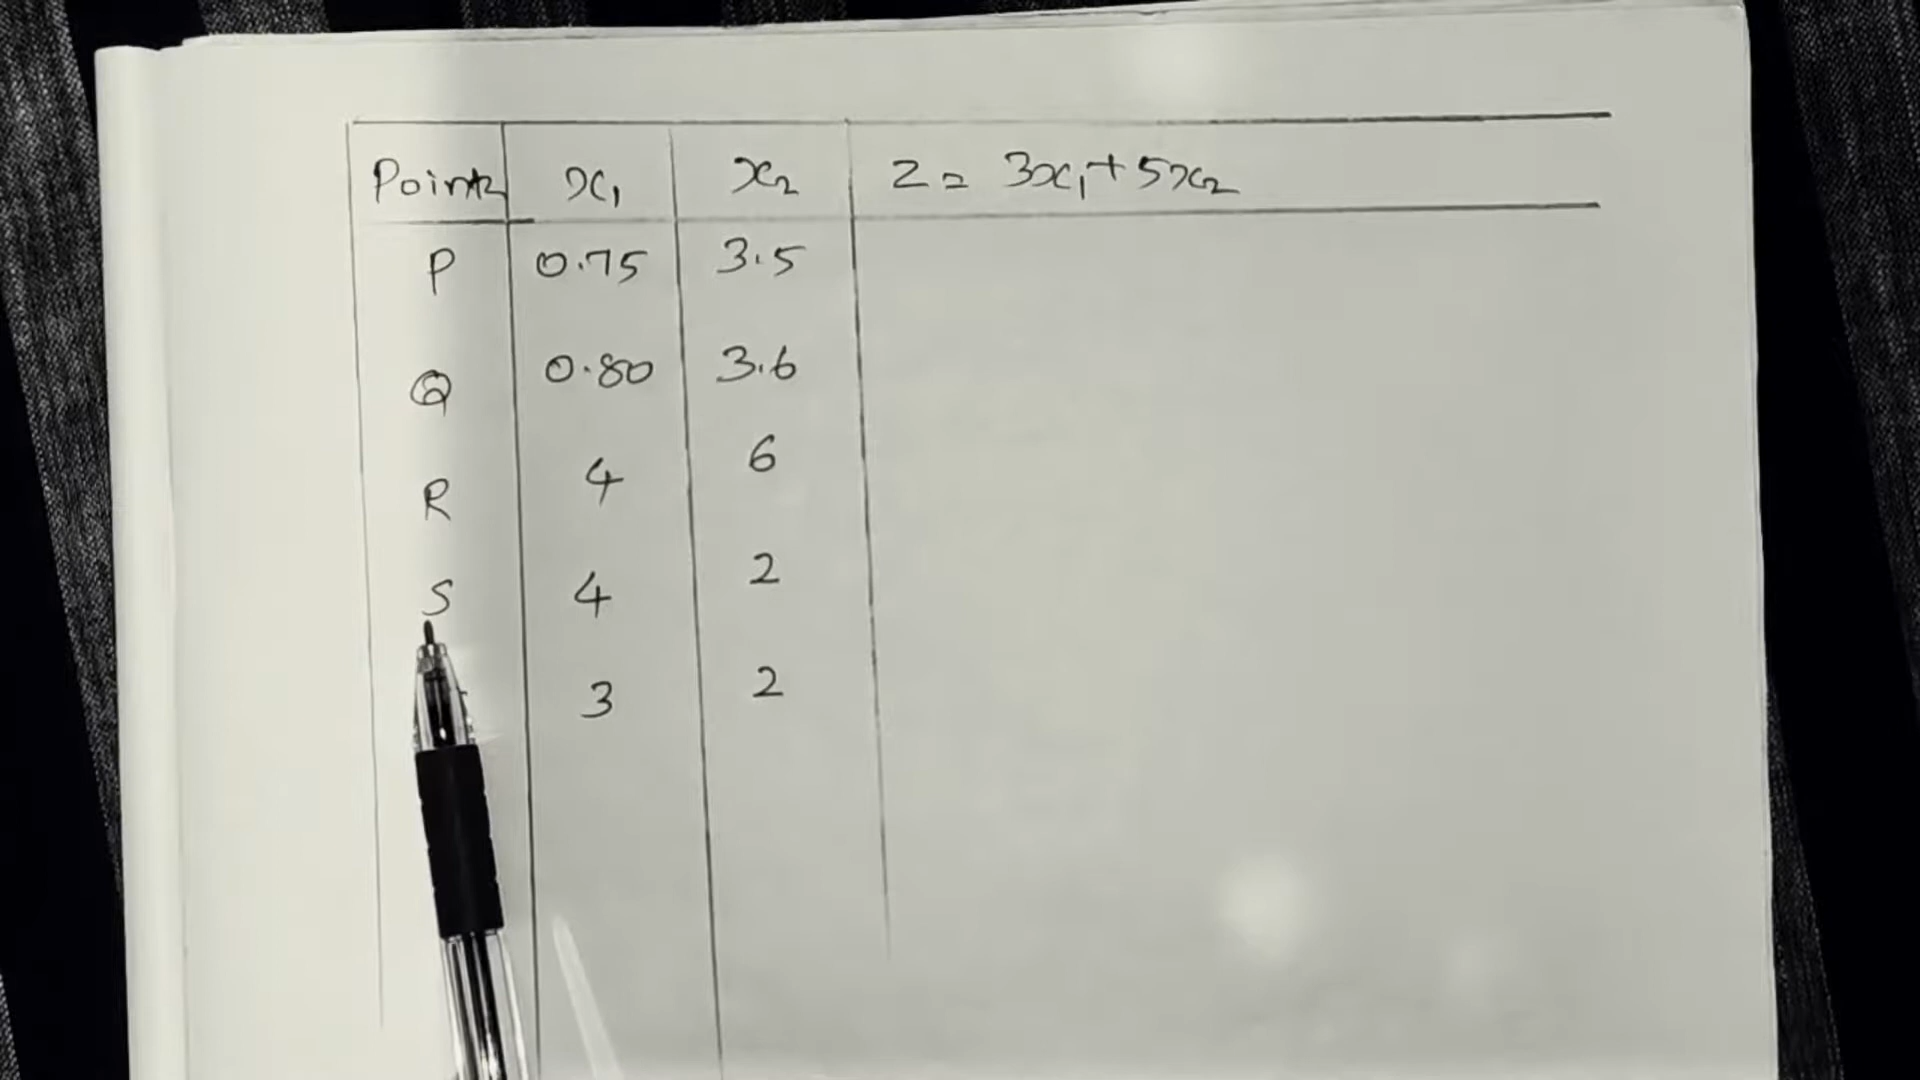 Points x₁ x₂ Z = 3x₁+5x₂
P 0.75 3.5
Q 0.80 3.6
R 4 6
S 4 2
3 2